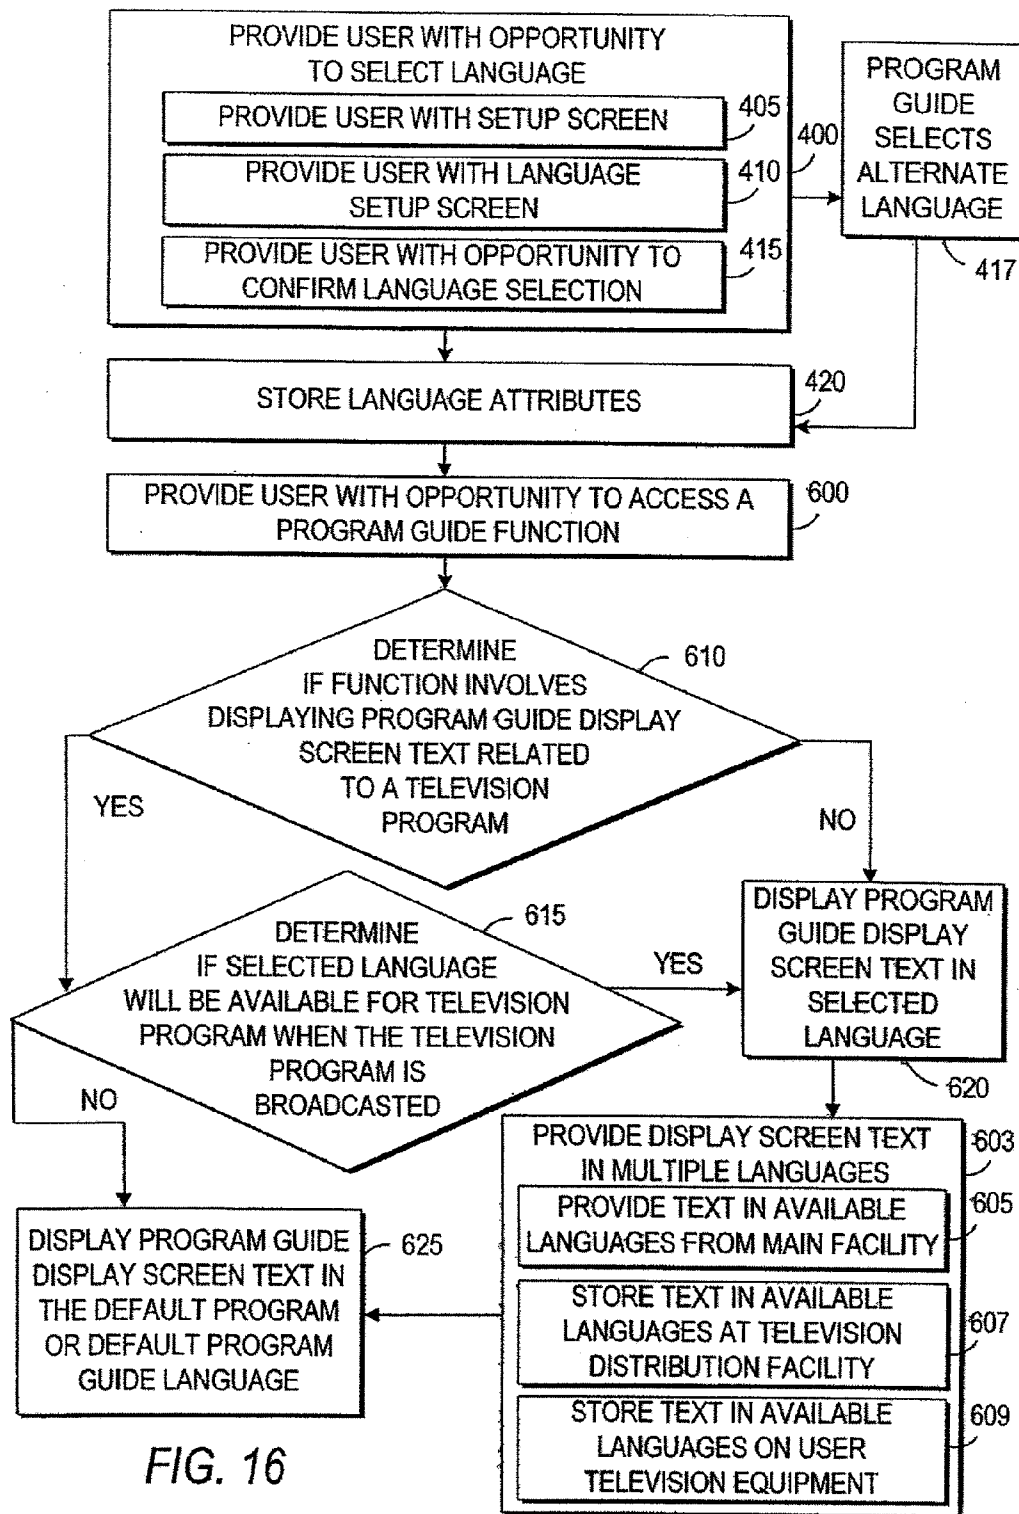 PROVIDE USER WITH OPPORTUNITY
TO SELECT LANGUAGE
PROVIDE USER WITH SETUP SCREEN
405
400
PROVIDE USER WITH LANGUAGE
SETUP SCREEN
410
PROVIDE USER WITH OPPORTUNITY TO
CONFIRM LANGUAGE SELECTION
415
PROGRAM
GUIDE
SELECTS
ALTERNATE
LANGUAGE
417
STORE LANGUAGE ATTRIBUTES
420
PROVIDE USER WITH OPPORTUNITY TO ACCESS A
PROGRAM GUIDE FUNCTION
600
DETERMINE
IF FUNCTION INVOLVES
DISPLAYING PROGRAM GUIDE DISPLAY
SCREEN TEXT RELATED
TO A TELEVISION
PROGRAM
610
YES
NO
DETERMINE
IF SELECTED LANGUAGE
WILL BE AVAILABLE FOR TELEVISION
PROGRAM WHEN THE TELEVISION
PROGRAM IS
BROADCASTED
615
YES
NO
DISPLAY PROGRAM
GUIDE DISPLAY
SCREEN TEXT IN
SELECTED
LANGUAGE
620
PROVIDE DISPLAY SCREEN TEXT
IN MULTIPLE LANGUAGES
603
PROVIDE TEXT IN AVAILABLE
LANGUAGES FROM MAIN FACILITY
605
STORE TEXT IN AVAILABLE
LANGUAGES AT TELEVISION
DISTRIBUTION FACILITY
607
STORE TEXT IN AVAILABLE
LANGUAGES ON USER
TELEVISION EQUIPMENT
609
DISPLAY PROGRAM GUIDE
DISPLAY SCREEN TEXT IN
THE DEFAULT PROGRAM
OR DEFAULT PROGRAM
GUIDE LANGUAGE
625
FIG. 16